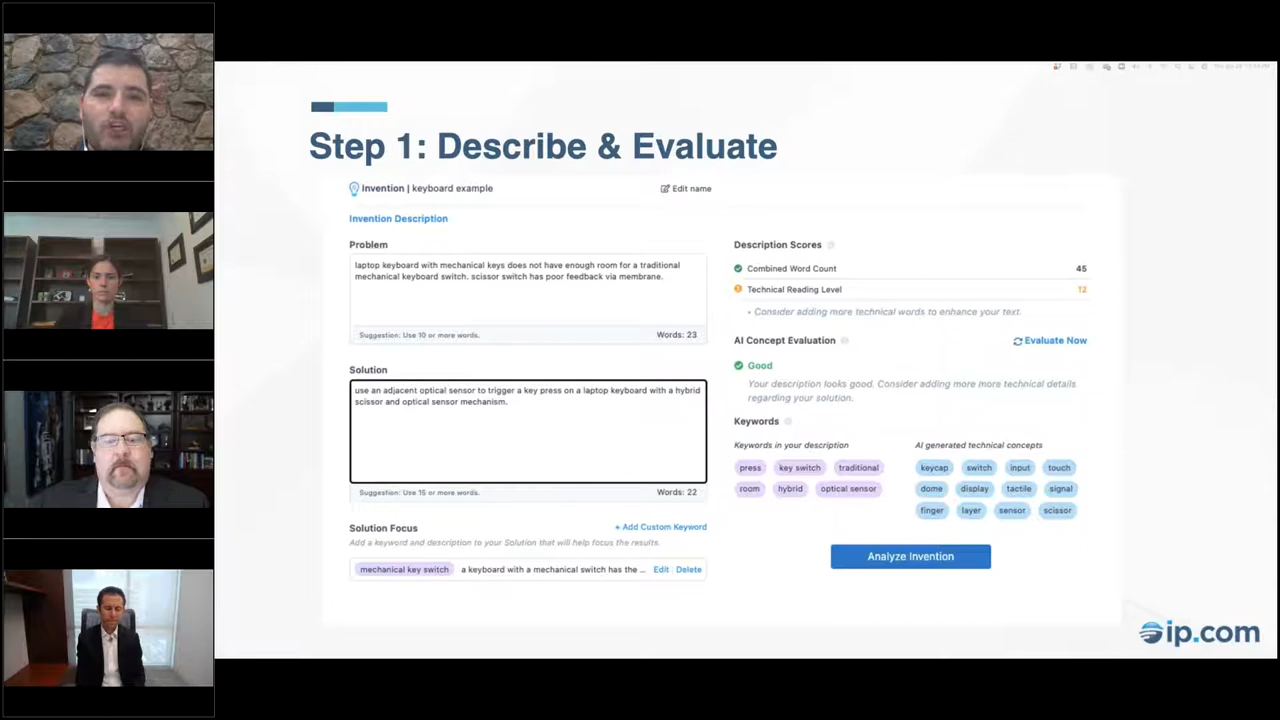 Step 1: Describe & Evaluate
Invention | keyboard example
Edit name
Invention Description
Problem
laptop keyboard with mechanical keys does not have enough room for a traditional
mechanical keyboard switch. scissor switch has poor feedback via membrane.
Suggestion: Use 10 or more words.
Words: 23
Solution
use an adjacent optical sensor to trigger a key press on a laptop keyboard with a hybrid
scissor and optical sensor mechanism.
Suggestion: Use 15 or more words.
Words: 22
Solution Focus
+ Add Custom Keyword
Add a keyword and description to your Solution that will help focus the results.
mechanical key switch a keyboard with a mechanical switch has the ... Edit | Delete
Description Scores
Combined Word Count 45
Technical Reading Level 12
• Consider adding more technical words to enhance your text.
AI Concept Evaluation
Evaluate Now
Good
Your description looks good. Consider adding more more technical details
regarding your solution.
Keywords
Keywords in your description
press key switch traditional
room hybrid optical sensor
AI generated technical concepts
keycap switch input touch
dome display tactile signal
finger layer sensor scissor
Analyze Invention
ip.com